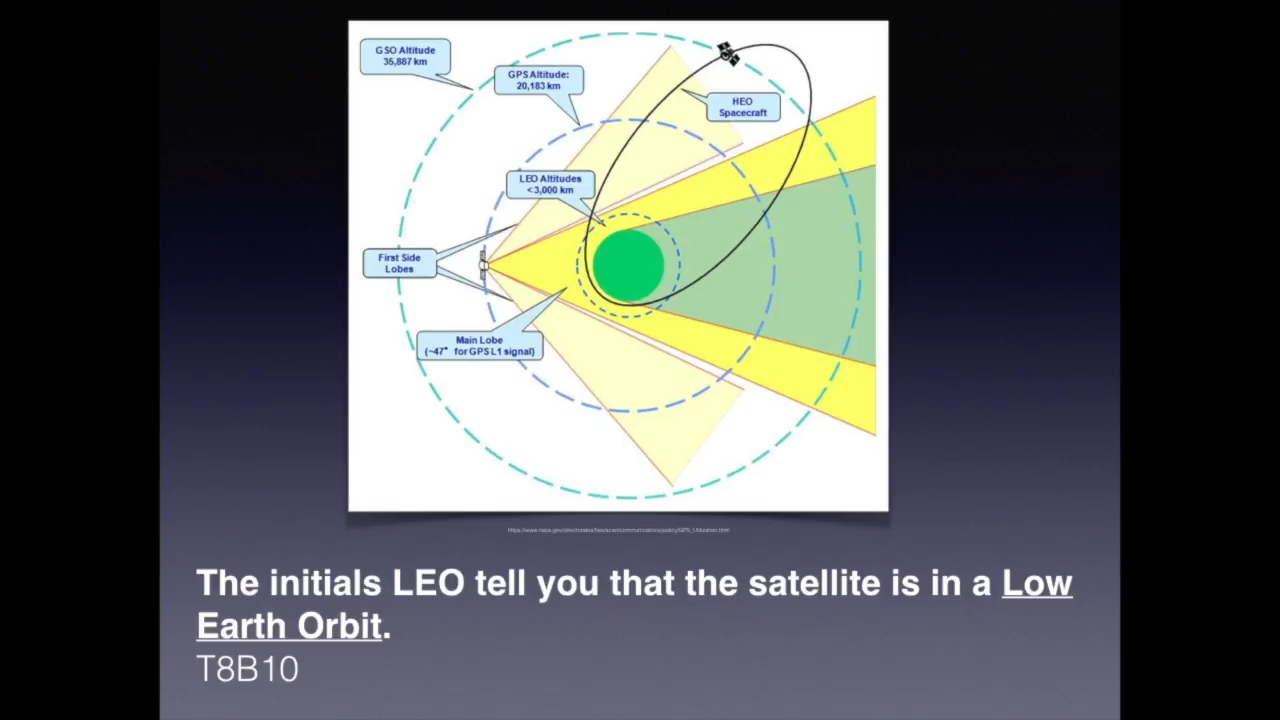 GSO Altitude
35,887 km
GPS Altitude:
20,183 km
HEO
Spacecraft
LEO Altitudes
< 3,000 km
First Side
Lobes
Main Lobe
(~47° for GPS L1 signal)
The initials LEO tell you that the satellite is in a Low
Earth Orbit.
T8B10